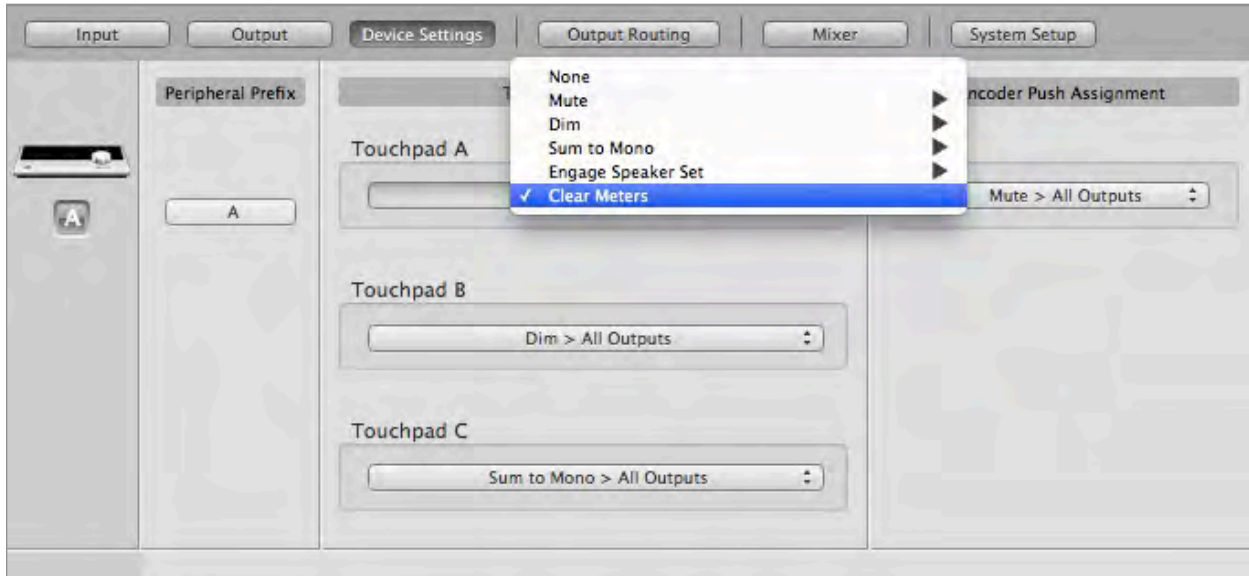 Input Output Device Settings Output Routing Mixer System Setup
Peripheral Prefix
None
Mute
Dim
Sum to Mono
Engage Speaker Set
✓ Clear Meters
Push Assignment
A
A
Touchpad A
Mute > All Outputs
Touchpad B
Dim > All Outputs
Touchpad C
Sum to Mono > All Outputs